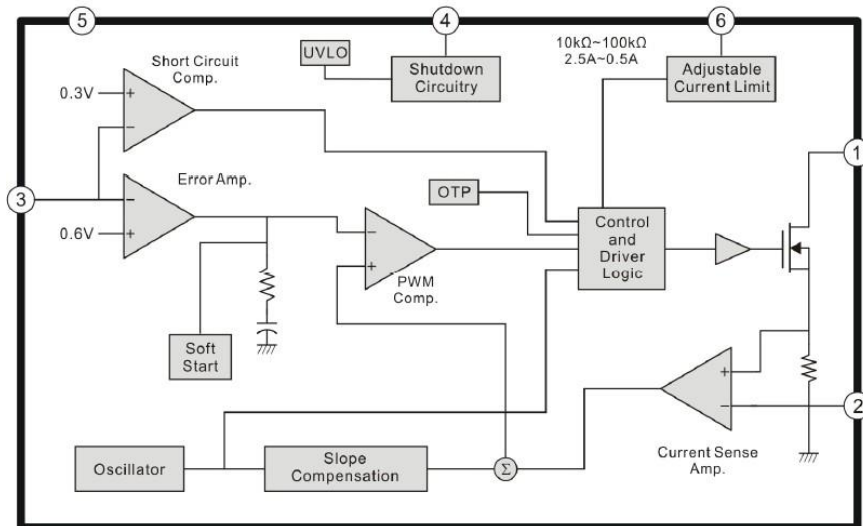 5
4
6
UVLO
10kΩ~100kΩ
2.5A~0.5A
Short Circuit
Comp.
Shutdown
Circuitry
Adjustable
Current Limit
0.3V
+
−
1
3
Error Amp.
OTP
−
0.6V
+
−
+
Control
and
Driver
Logic
PWM
Comp.
Soft
Start
+
−
2
Current Sense
Amp.
Oscillator
Slope
Compensation
Σ